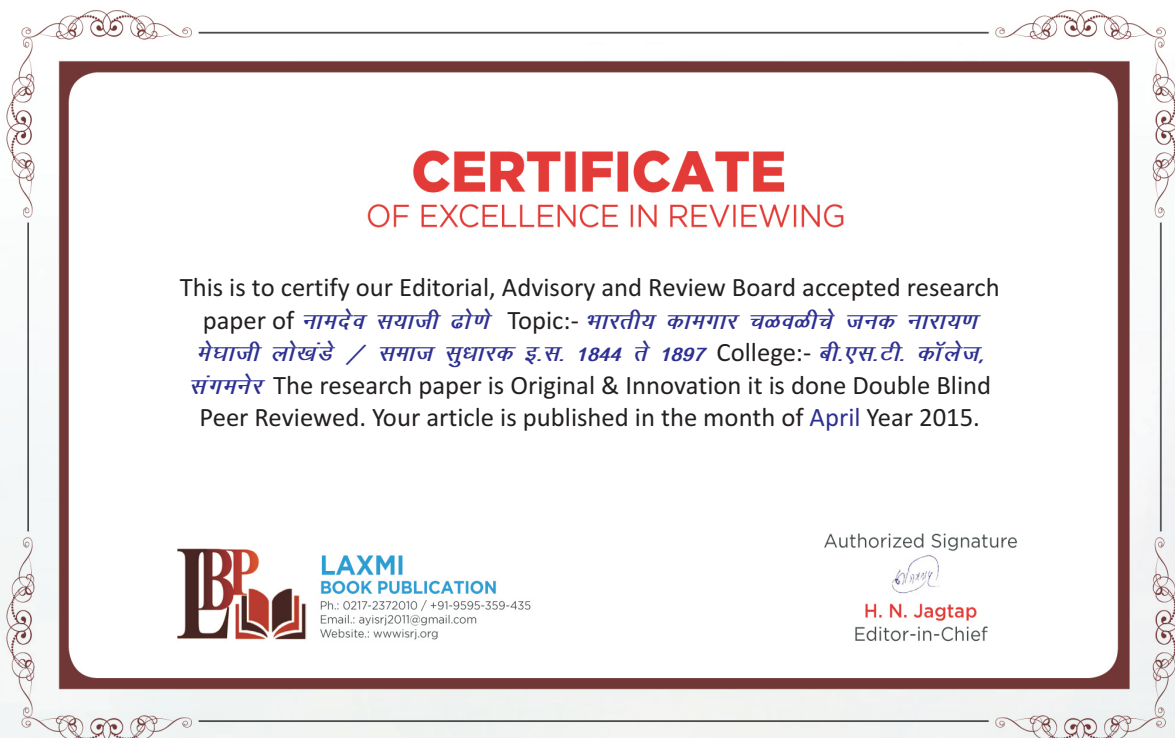 CERTIFICATE
OF EXCELLENCE IN REVIEWING
This is to certify our Editorial, Advisory and Review Board accepted research
paper of नामदेव सयाजी ढोणे Topic:- भारतीय कामगार चळवळीचे जनक नारायण
मेघाजी लोखंडे / समाज सुधारक इ.स. 1844 ते 1897 College:- बी.एस.टी. कॉलेज,
संगमनेर The research paper is Original & Innovation it is done Double Blind
Peer Reviewed. Your article is published in the month of April Year 2015.
LBP
LAXMI
BOOK PUBLICATION
Ph.: 0217-2372010 / +91-9595-359-435
Email.: ayisrj2011@gmail.com
Website.: wwwisrj.org
Authorized Signature
H. N. Jagtap
Editor-in-Chief